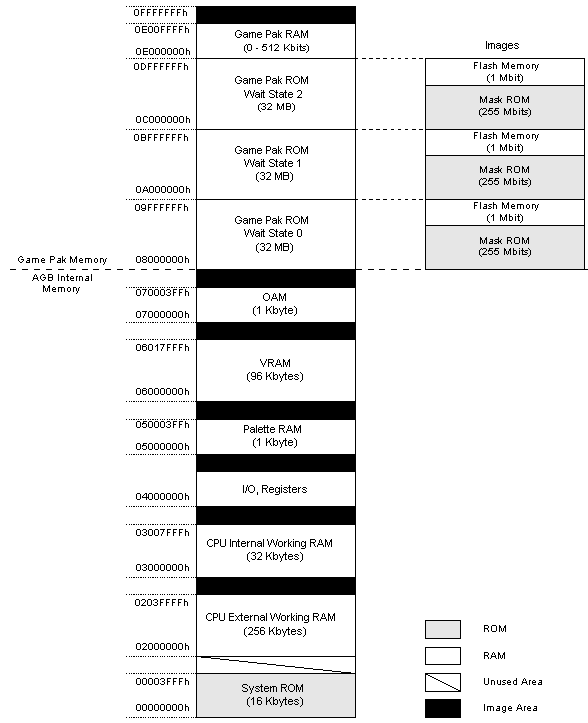 0FFFFFFFh
0E00FFFFh
Game Pak RAM
(0 - 512 Kbits)
0E000000h
Images
0DFFFFFFh
Game Pak ROM
Wait State 2
(32 MB)
0C000000h
Flash Memory
(1 Mbit)
Mask ROM
(255 Mbits)
0BFFFFFFh
Game Pak ROM
Wait State 1
(32 MB)
0A000000h
Flash Memory
(1 Mbit)
Mask ROM
(255 Mbits)
09FFFFFFh
Game Pak ROM
Wait State 0
(32 MB)
08000000h
Flash Memory
(1 Mbit)
Mask ROM
(255 Mbits)
Game Pak Memory
AGB Internal
Memory
070003FFh
OAM
(1 Kbyte)
07000000h
06017FFFh
VRAM
(96 Kbytes)
06000000h
050003FFh
Palette RAM
(1 Kbyte)
05000000h
I/O, Registers
04000000h
03007FFFh
CPU Internal Working RAM
(32 Kbytes)
03000000h
0203FFFFh
CPU External Working RAM
(256 Kbytes)
02000000h
00003FFFh
System ROM
(16 Kbytes)
00000000h
ROM
RAM
Unused Area
Image Area